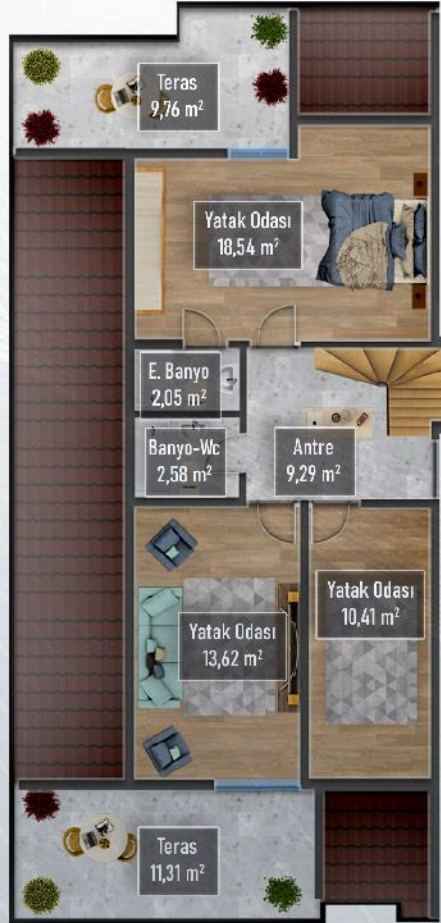 Teras
9,76 m²
Yatak Odası
18,54 m²
E. Banyo
2,05 m²
Banyo-Wc
2,58 m²
Antre
9,29 m²
Yatak Odası
10,41 m²
Yatak Odası
13,62 m²
Teras
11,31 m²